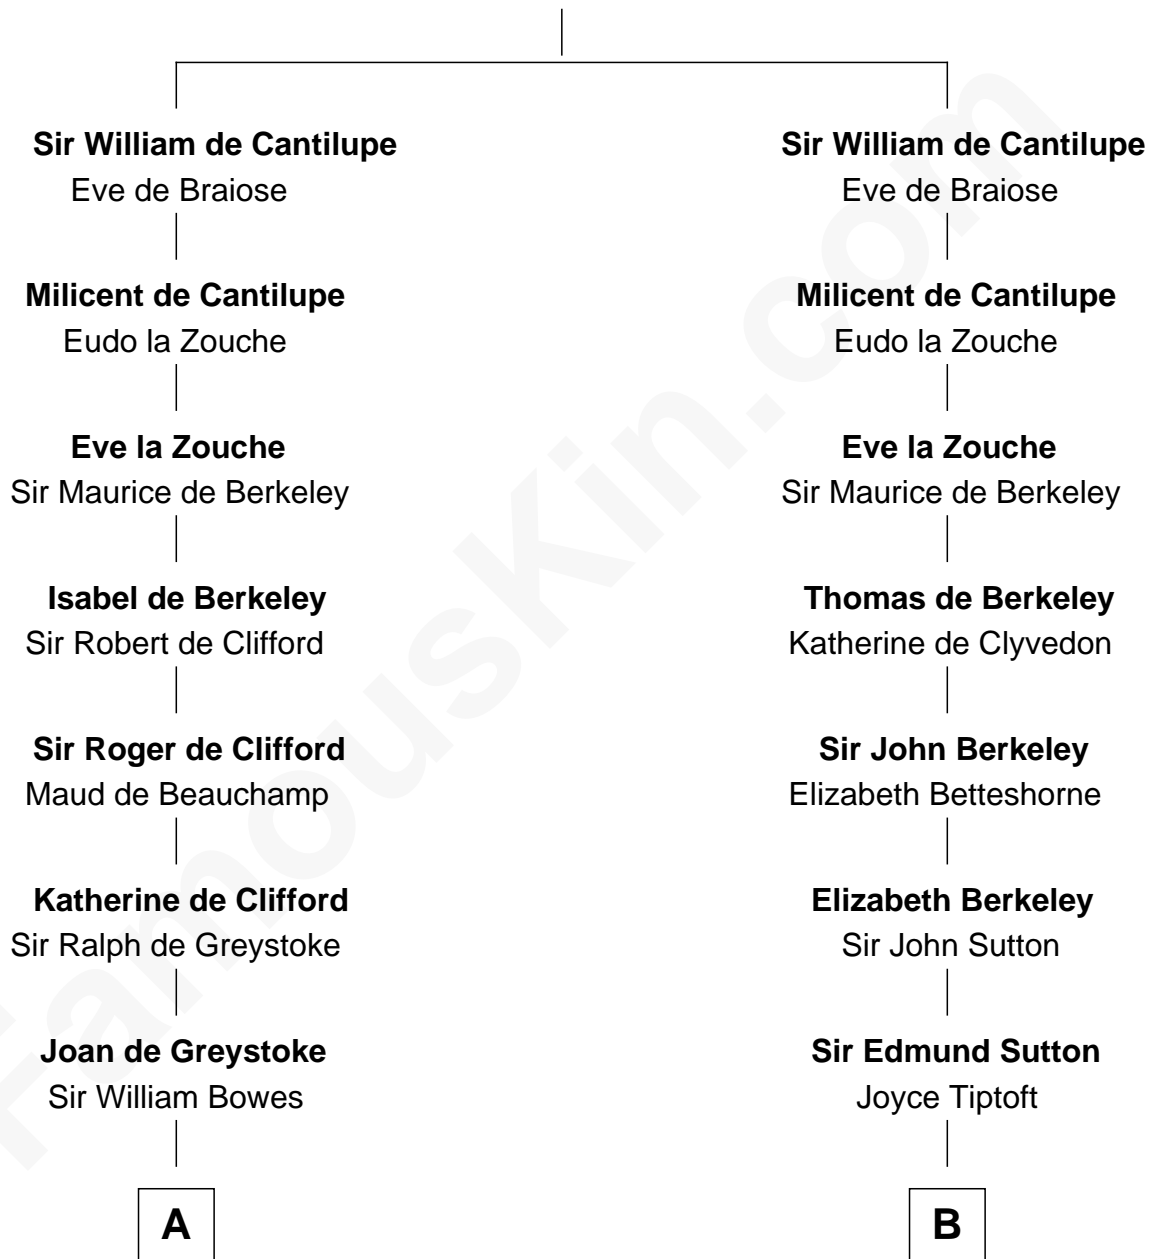 Sir William de Cantilupe
Eve de Braiose
Milicent de Cantilupe
Eudo la Zouche
Eve la Zouche
Sir Maurice de Berkeley
Isabel de Berkeley
Sir Robert de Clifford
Sir Roger de Clifford
Maud de Beauchamp
Katherine de Clifford
Sir Ralph de Greystoke
Joan de Greystoke
Sir William Bowes
A
Sir William de Cantilupe
Eve de Braiose
Milicent de Cantilupe
Eudo la Zouche
Eve la Zouche
Sir Maurice de Berkeley
Thomas de Berkeley
Katherine de Clyvedon
Sir John Berkeley
Elizabeth Betteshorne
Elizabeth Berkeley
Sir John Sutton
Sir Edmund Sutton
Joyce Tiptoft
B
FamousKin.com